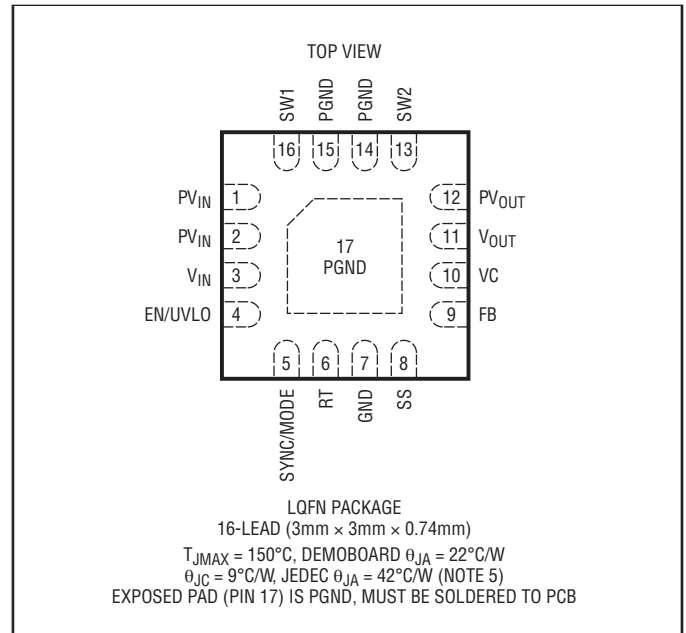 TOP VIEW
SW1
PGND
PGND
SW2
16
15
14
13
PVIN 1
PVIN 2
VIN 3
EN/UVLO 4
12 PVOUT
11 VOUT
10 VC
9 FB
17
PGND
5
6
7
8
SYNC/MODE
RT
GND
SS
LQFN PACKAGE
16-LEAD (3mm × 3mm × 0.74mm)
TJMAX = 150°C, DEMOBOARD θJA = 22°C/W
θJC = 9°C/W, JEDEC θJA = 42°C/W (NOTE 5)
EXPOSED PAD (PIN 17) IS PGND, MUST BE SOLDERED TO PCB